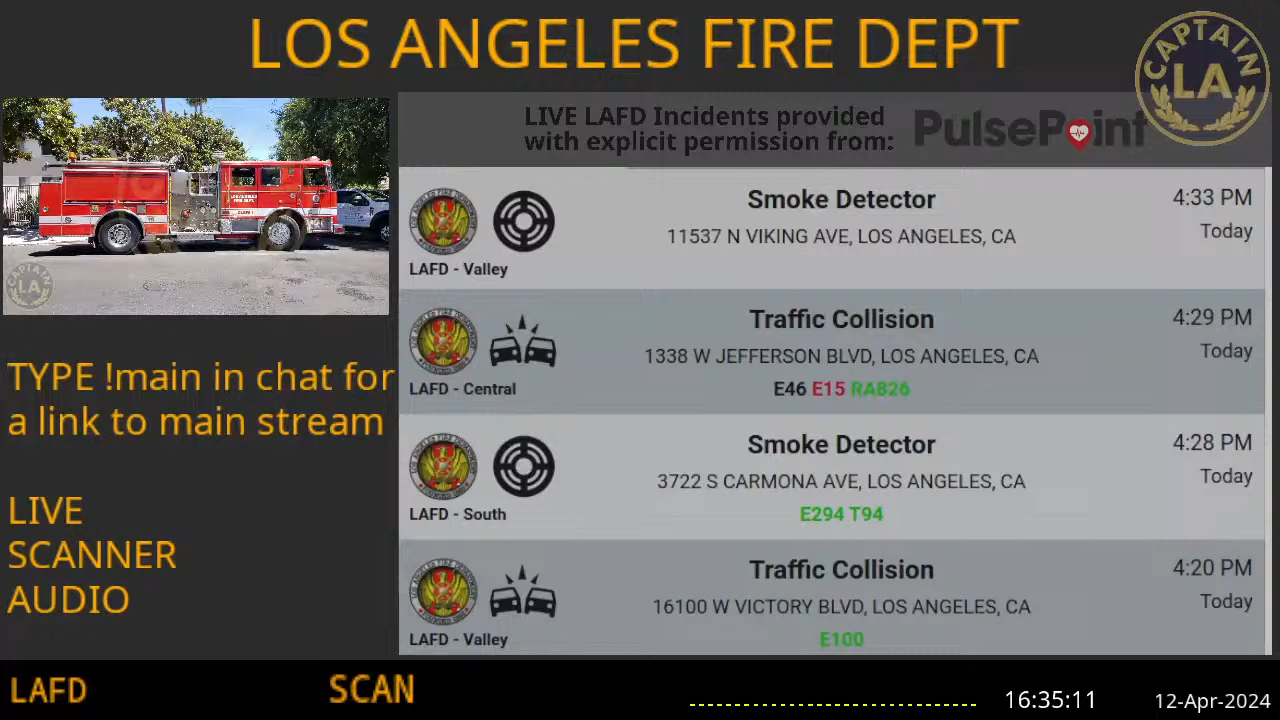 LOS ANGELES FIRE DEPT
CAPTAIN
LA
LIVE LAFD Incidents provided
with explicit permission from:
PulsePoint
Smoke Detector
4:33 PM
11537 N VIKING AVE, LOS ANGELES, CA
Today
LAFD - Valley
Traffic Collision
4:29 PM
1338 W JEFFERSON BLVD, LOS ANGELES, CA
Today
LAFD - Central
E46 E15 RA826
Smoke Detector
4:28 PM
3722 S CARMONA AVE, LOS ANGELES, CA
Today
LAFD - South
E294 T94
Traffic Collision
4:20 PM
16100 W VICTORY BLVD, LOS ANGELES, CA
Today
LAFD - Valley
E100
CAPTAIN
LA
TYPE !main in chat for
a link to main stream
LIVE
SCANNER
AUDIO
LAFD
SCAN
16:35:11
12-Apr-2024